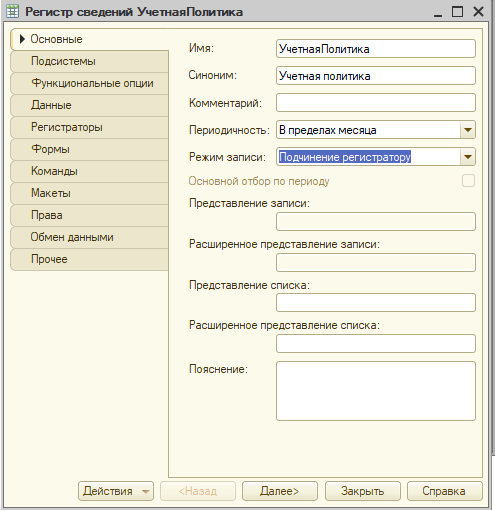 Регистр сведений УчетнаяПолитика
Основные
Подсистемы
Функциональные опции
Данные
Регистраторы
Формы
Команды
Макеты
Права
Обмен данными
Прочее
Имя: УчетнаяПолитика
Синоним: Учетная политика
Комментарий:
Периодичность: В пределах месяца
Режим записи: Подчинение регистратору
Основной отбор по периоду
Представление записи:
Расширенное представление записи:
Представление списка:
Расширенное представление списка:
Пояснение:
Действия <Назад Далее> Закрыть Справка